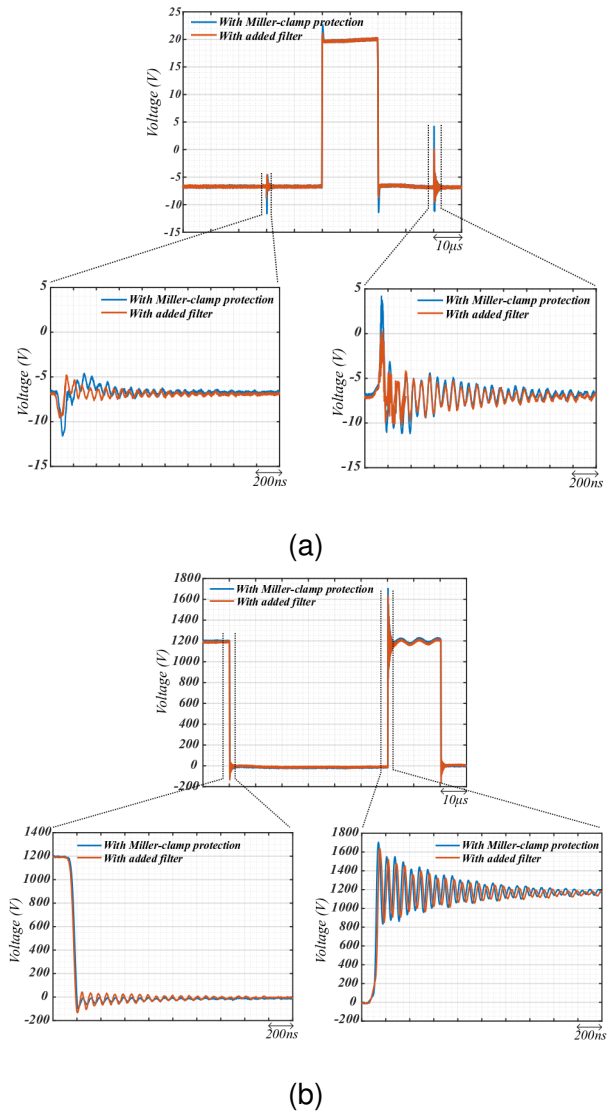 25
20
15
10
5
0
-5
-10
-15
Voltage (V)
With Miller-clamp protection
With added filter
10μs
5
0
-5
-10
-15
Voltage (V)
With Miller-clamp protection
With added filter
200ns
5
0
-5
-10
-15
Voltage (V)
With Miller-clamp protection
With added filter
200ns
(a)
1800
1600
1400
1200
1000
800
600
400
200
0
-200
Voltage (V)
With Miller-clamp protection
With added filter
10μs
1400
1200
1000
800
600
400
200
0
-200
Voltage (V)
With Miller-clamp protection
With added filter
200ns
1800
1600
1400
1200
1000
800
600
400
200
0
-200
Voltage (V)
With Miller-clamp protection
With added filter
200ns
(b)